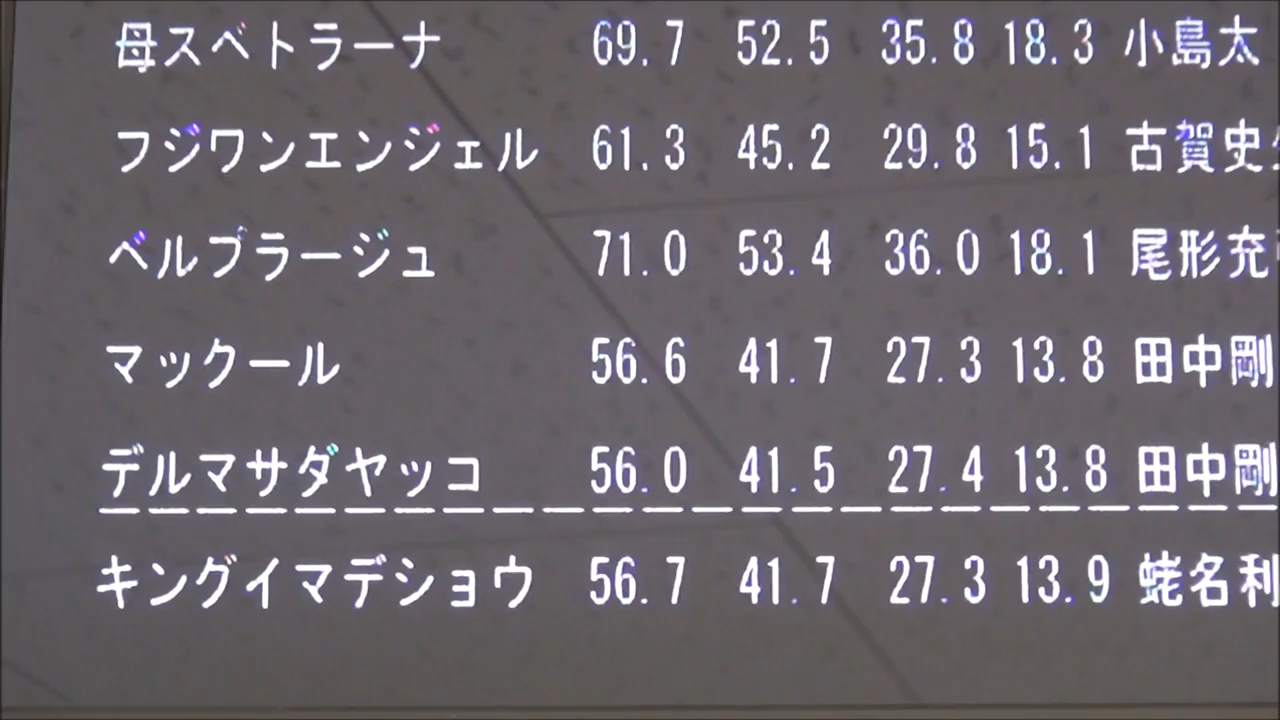 母スベトラーナ 69.7 52.5 35.8 18.3 小島太
フジワンエンジェル 61.3 45.2 29.8 15.1 古賀史
ベルプラージュ 71.0 53.4 36.0 18.1 尾形充
マックール 56.6 41.7 27.3 13.8 田中剛
デルマサダヤッコ 56.0 41.5 27.4 13.8 田中剛
キングイマデショウ 56.7 41.7 27.3 13.9 蛯名利